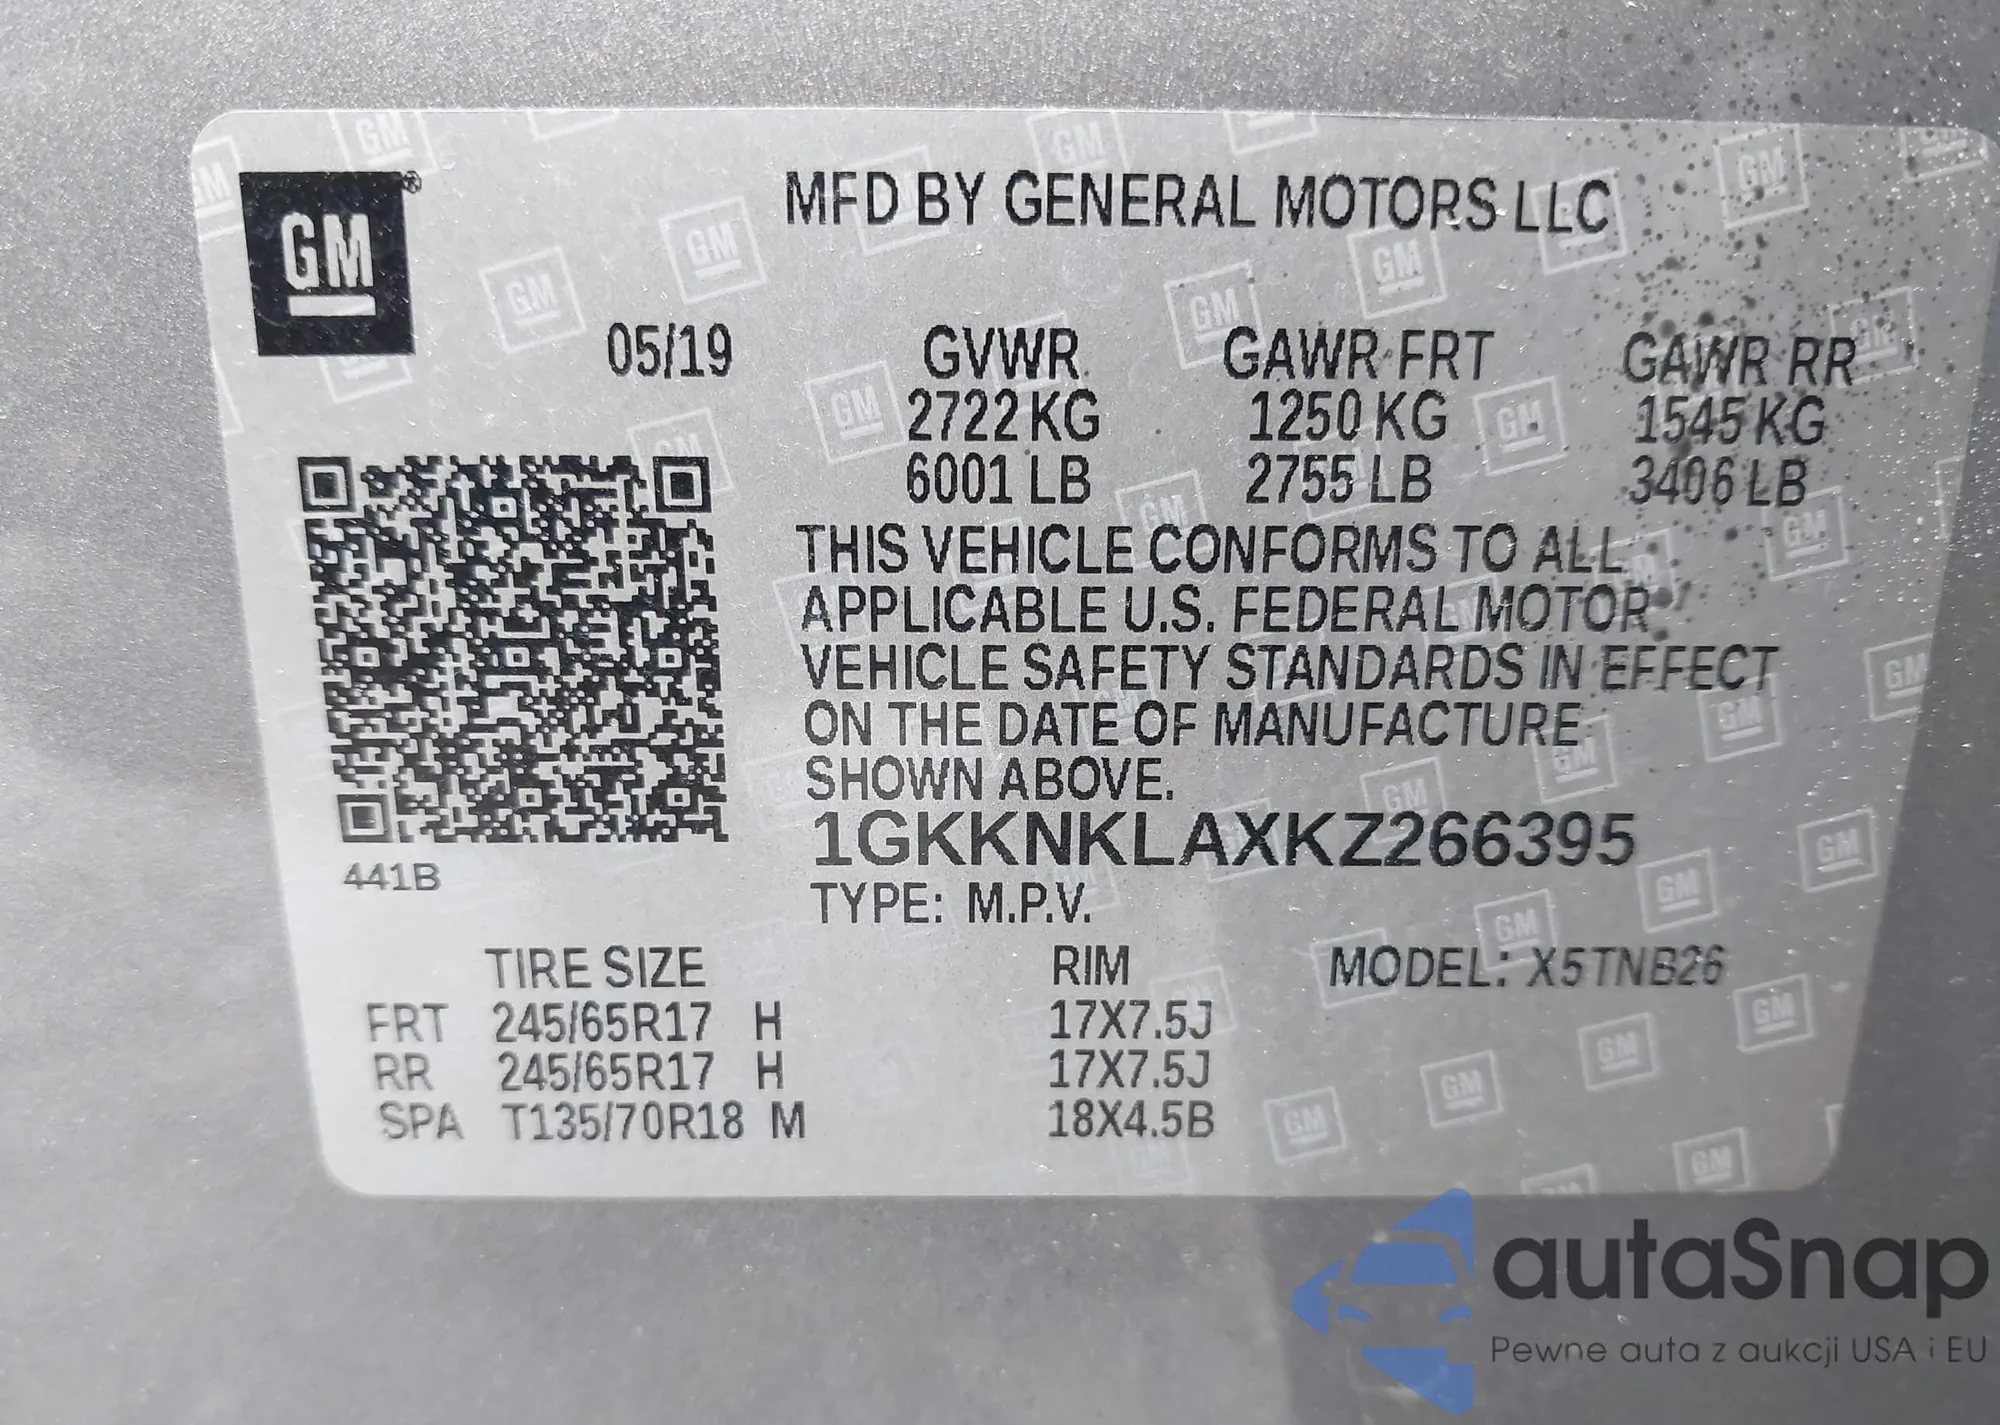 GM®
MFD BY GENERAL MOTORS LLC
05/19 GVWR GAWR FRT GAWR RR
2722 KG 1250 KG 1545 KG
6001 LB 2755 LB 3406 LB
THIS VEHICLE CONFORMS TO ALL
APPLICABLE U.S. FEDERAL MOTOR
VEHICLE SAFETY STANDARDS IN EFFECT
ON THE DATE OF MANUFACTURE
SHOWN ABOVE.
1GKKNKLAXKZ266395
441B
TYPE: M.P.V.
TIRE SIZE RIM MODEL: X5TNB26
FRT 245/65R17 H 17X7.5J
RR 245/65R17 H 17X7.5J
SPA T135/70R18 M 18X4.5B
autaSnap
Pewne auta z aukcji USA i EU